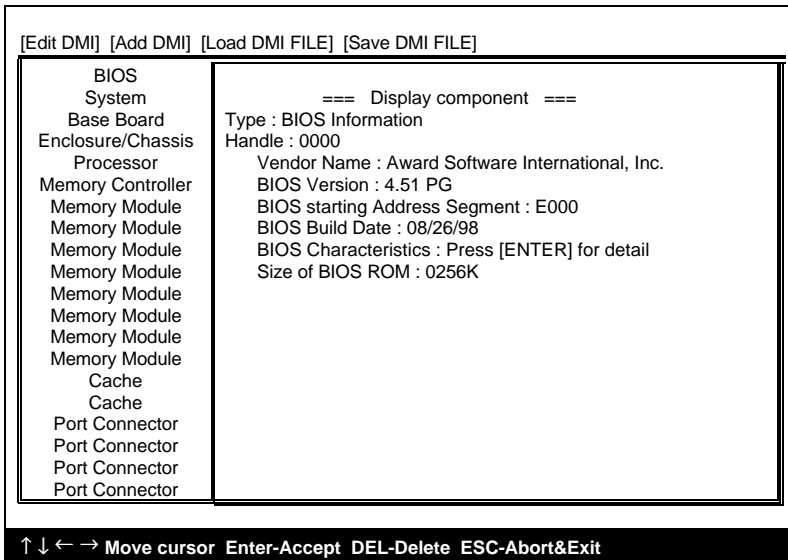 [Edit DMI] [Add DMI] [Load DMI FILE] [Save DMI FILE]
BIOS
System
Base Board
Enclosure/Chassis
Processor
Memory Controller
Memory Module
Memory Module
Memory Module
Memory Module
Memory Module
Memory Module
Memory Module
Memory Module
Cache
Cache
Port Connector
Port Connector
Port Connector
Port Connector
=== Display component ===
Type : BIOS Information
Handle : 0000
Vendor Name : Award Software International, Inc.
BIOS Version : 4.51 PG
BIOS starting Address Segment : E000
BIOS Build Date : 08/26/98
BIOS Characteristics : Press [ENTER] for detail
Size of BIOS ROM : 0256K
↑↓← → Move cursor Enter-Accept DEL-Delete ESC-Abort&Exit